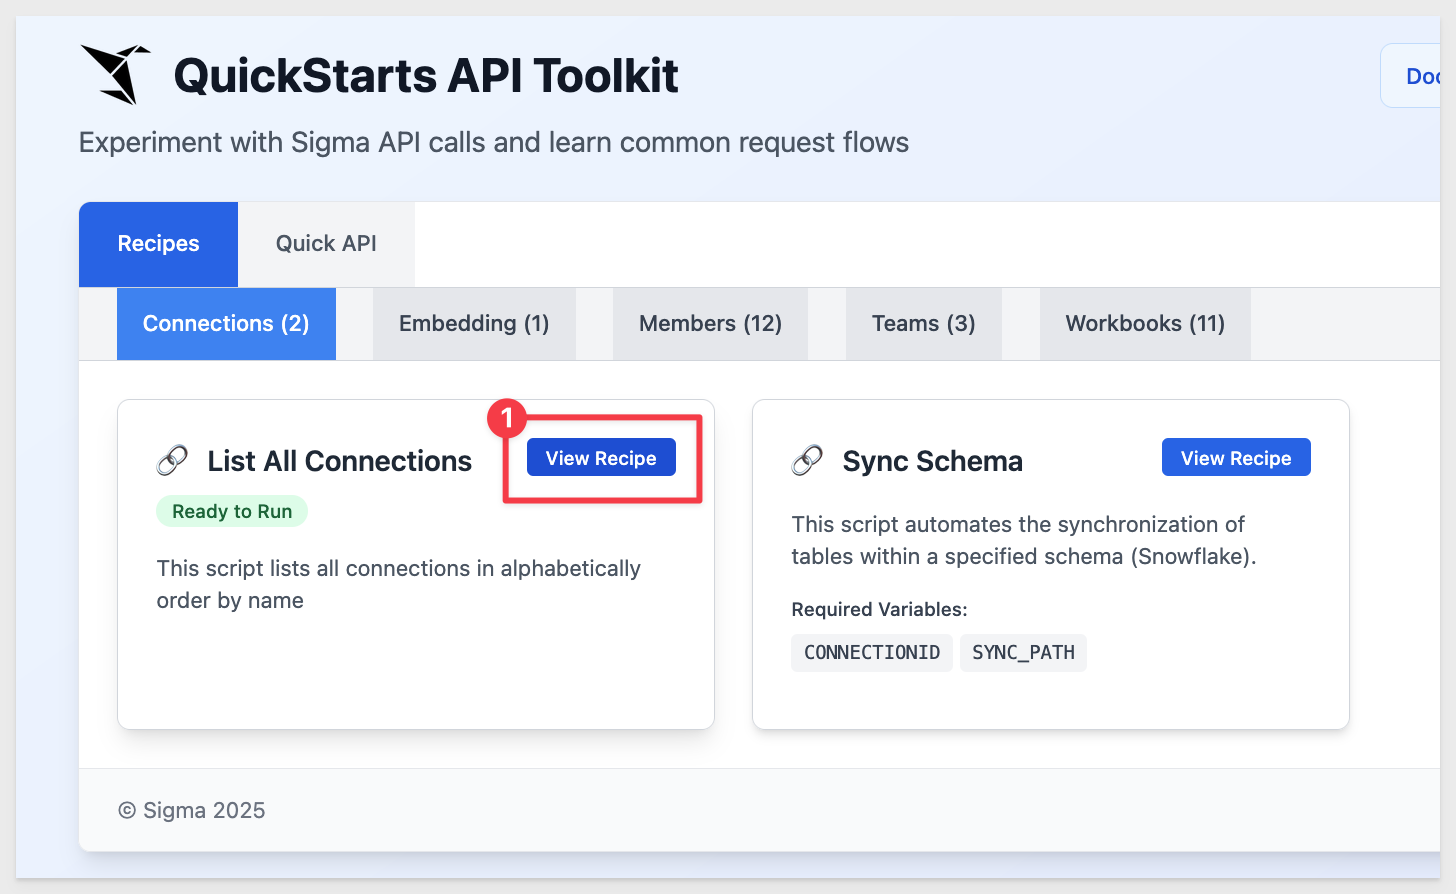 QuickStarts API Toolkit
Doc
Experiment with Sigma API calls and learn common request flows
Recipes
Quick API
Connections (2)
Embedding (1)
Members (12)
Teams (3)
Workbooks (11)
1
🔗 List All Connections
View Recipe
Ready to Run
This script lists all connections in alphabetically
order by name
🔗 Sync Schema
View Recipe
This script automates the synchronization of
tables within a specified schema (Snowflake).
Required Variables:
CONNECTIONID
SYNC_PATH
© Sigma 2025